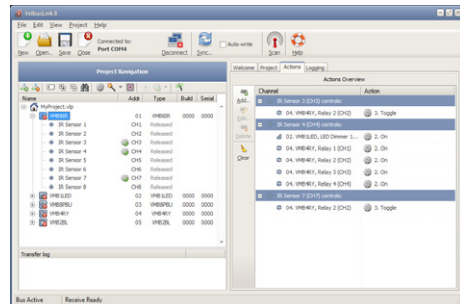 VelbusLink 8
File Edit View Project Help
New Open... Save Close
Connected to:
Port COM4
Disconnect Sync... Auto-write Scan Help
Project Navigation
Welcome Project Actions Logging
Actions Overview
Name Addr Type Build Serial
MyProject.vlp
VMB8IR 01 VMB8IR 0000 0000
IR Sensor 1 CH1 Released
IR Sensor 2 CH2 Released
IR Sensor 3 CH3 Released
IR Sensor 4 CH4 Released
IR Sensor 5 CH5 Released
IR Sensor 6 CH6 Released
IR Sensor 7 CH7 Released
IR Sensor 8 CH8 Released
VMB1LED 02 VMB1LED 0000 0000
VMB8PBU 03 VMB8PBU 0000 0000
VMB4RY 04 VMB4RY 0000 0000
VMB2BL 05 VMB2BL 0000 0000
Add...
Edit...
Delete
Clear
Channel Action
IR Sensor 3 (CH3) controls:
04. VMB4RY, Relay 2 (CH2) 3. Toggle
IR Sensor 4 (CH4) controls:
02. VMB1LED, LED Dimmer 1... 2. On
04. VMB4RY, Relay 1 (CH1) 2. On
04. VMB4RY, Relay 2 (CH2) 2. On
04. VMB4RY, Relay 4 (CH4) 2. On
IR Sensor 7 (CH7) controls:
04. VMB4RY, Relay 2 (CH2) 3. Toggle
Transfer log
Bus Active Receive Ready